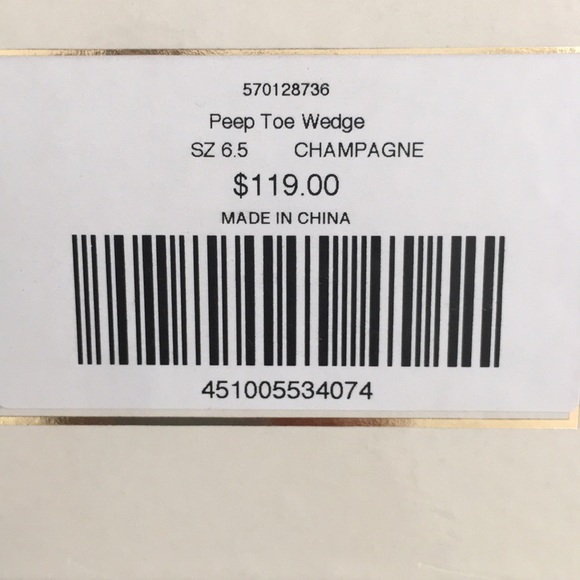 570128736
Peep Toe Wedge
SZ 6.5 CHAMPAGNE
$119.00
MADE IN CHINA
451005534074